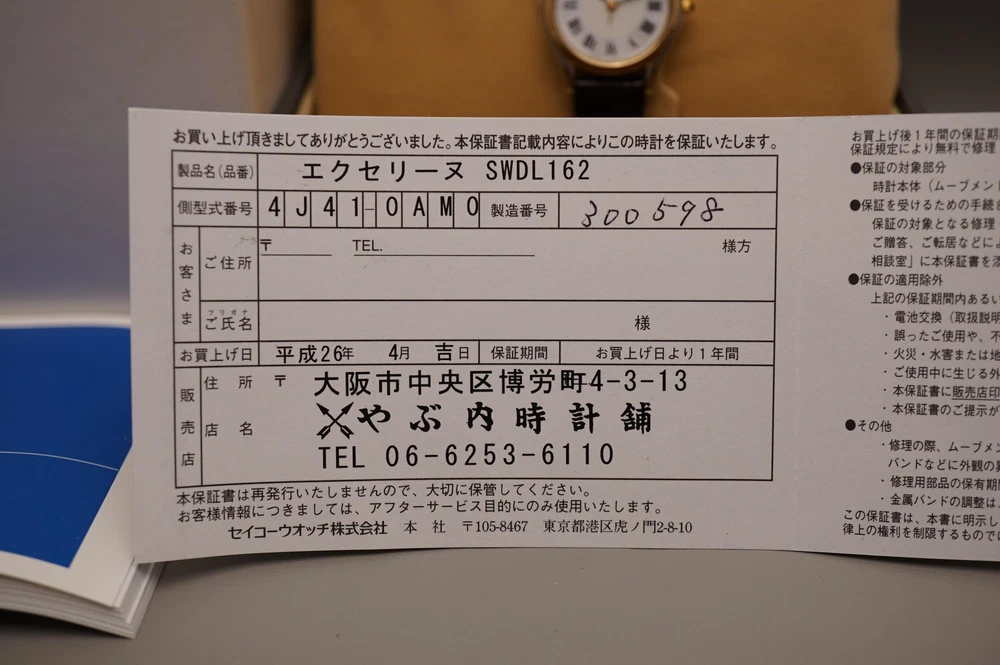 お買い上げ頂きましてありがとうございました。本保証書記載内容によりこの時計を保証いたします。
製品名(品番) エクセリーヌ SWDL162
側型式番号 4J41-0AM0 製造番号 300598
お客さま
ご住所 〒 TEL. 様方
フリガナ
ご氏名 様
お買上げ日 平成26年 4月 吉日 保証期間 お買上げ日より1年間
販売店
住所 〒 大阪市中央区博労町4-3-13
店名 やぶ内時計舗
TEL 06-6253-6110
本保証書は再発行いたしませんので、大切に保管してください。
お客様情報につきましては、アフターサービス目的にのみ使用いたします。
セイコーウオッチ株式会社 本社 〒105-8467 東京都港区虎ノ門2-8-10
お買上げ後1年間の保証期
保証規定により無料で修理
●保証の対象部分
時計本体(ムーブメン
●保証を受けるための手続
保証の対象となる修理
ご贈答、ご転居などによ
相談室」に本保証書を添
●保証の適用除外
上記の保証期間内あるい
・電池交換(取扱説明
・誤ったご使用や、不
・火災・水害または地
・ご使用中に生じる外
・本保証書に販売店印
・本保証書のご提示が
●その他
・修理の際、ムーブメン
バンドなどに外観の異
・修理用部品の保有期
・金属バンドの調整は
この保証書は、本書に明示し
律上の権利を制限するものでに